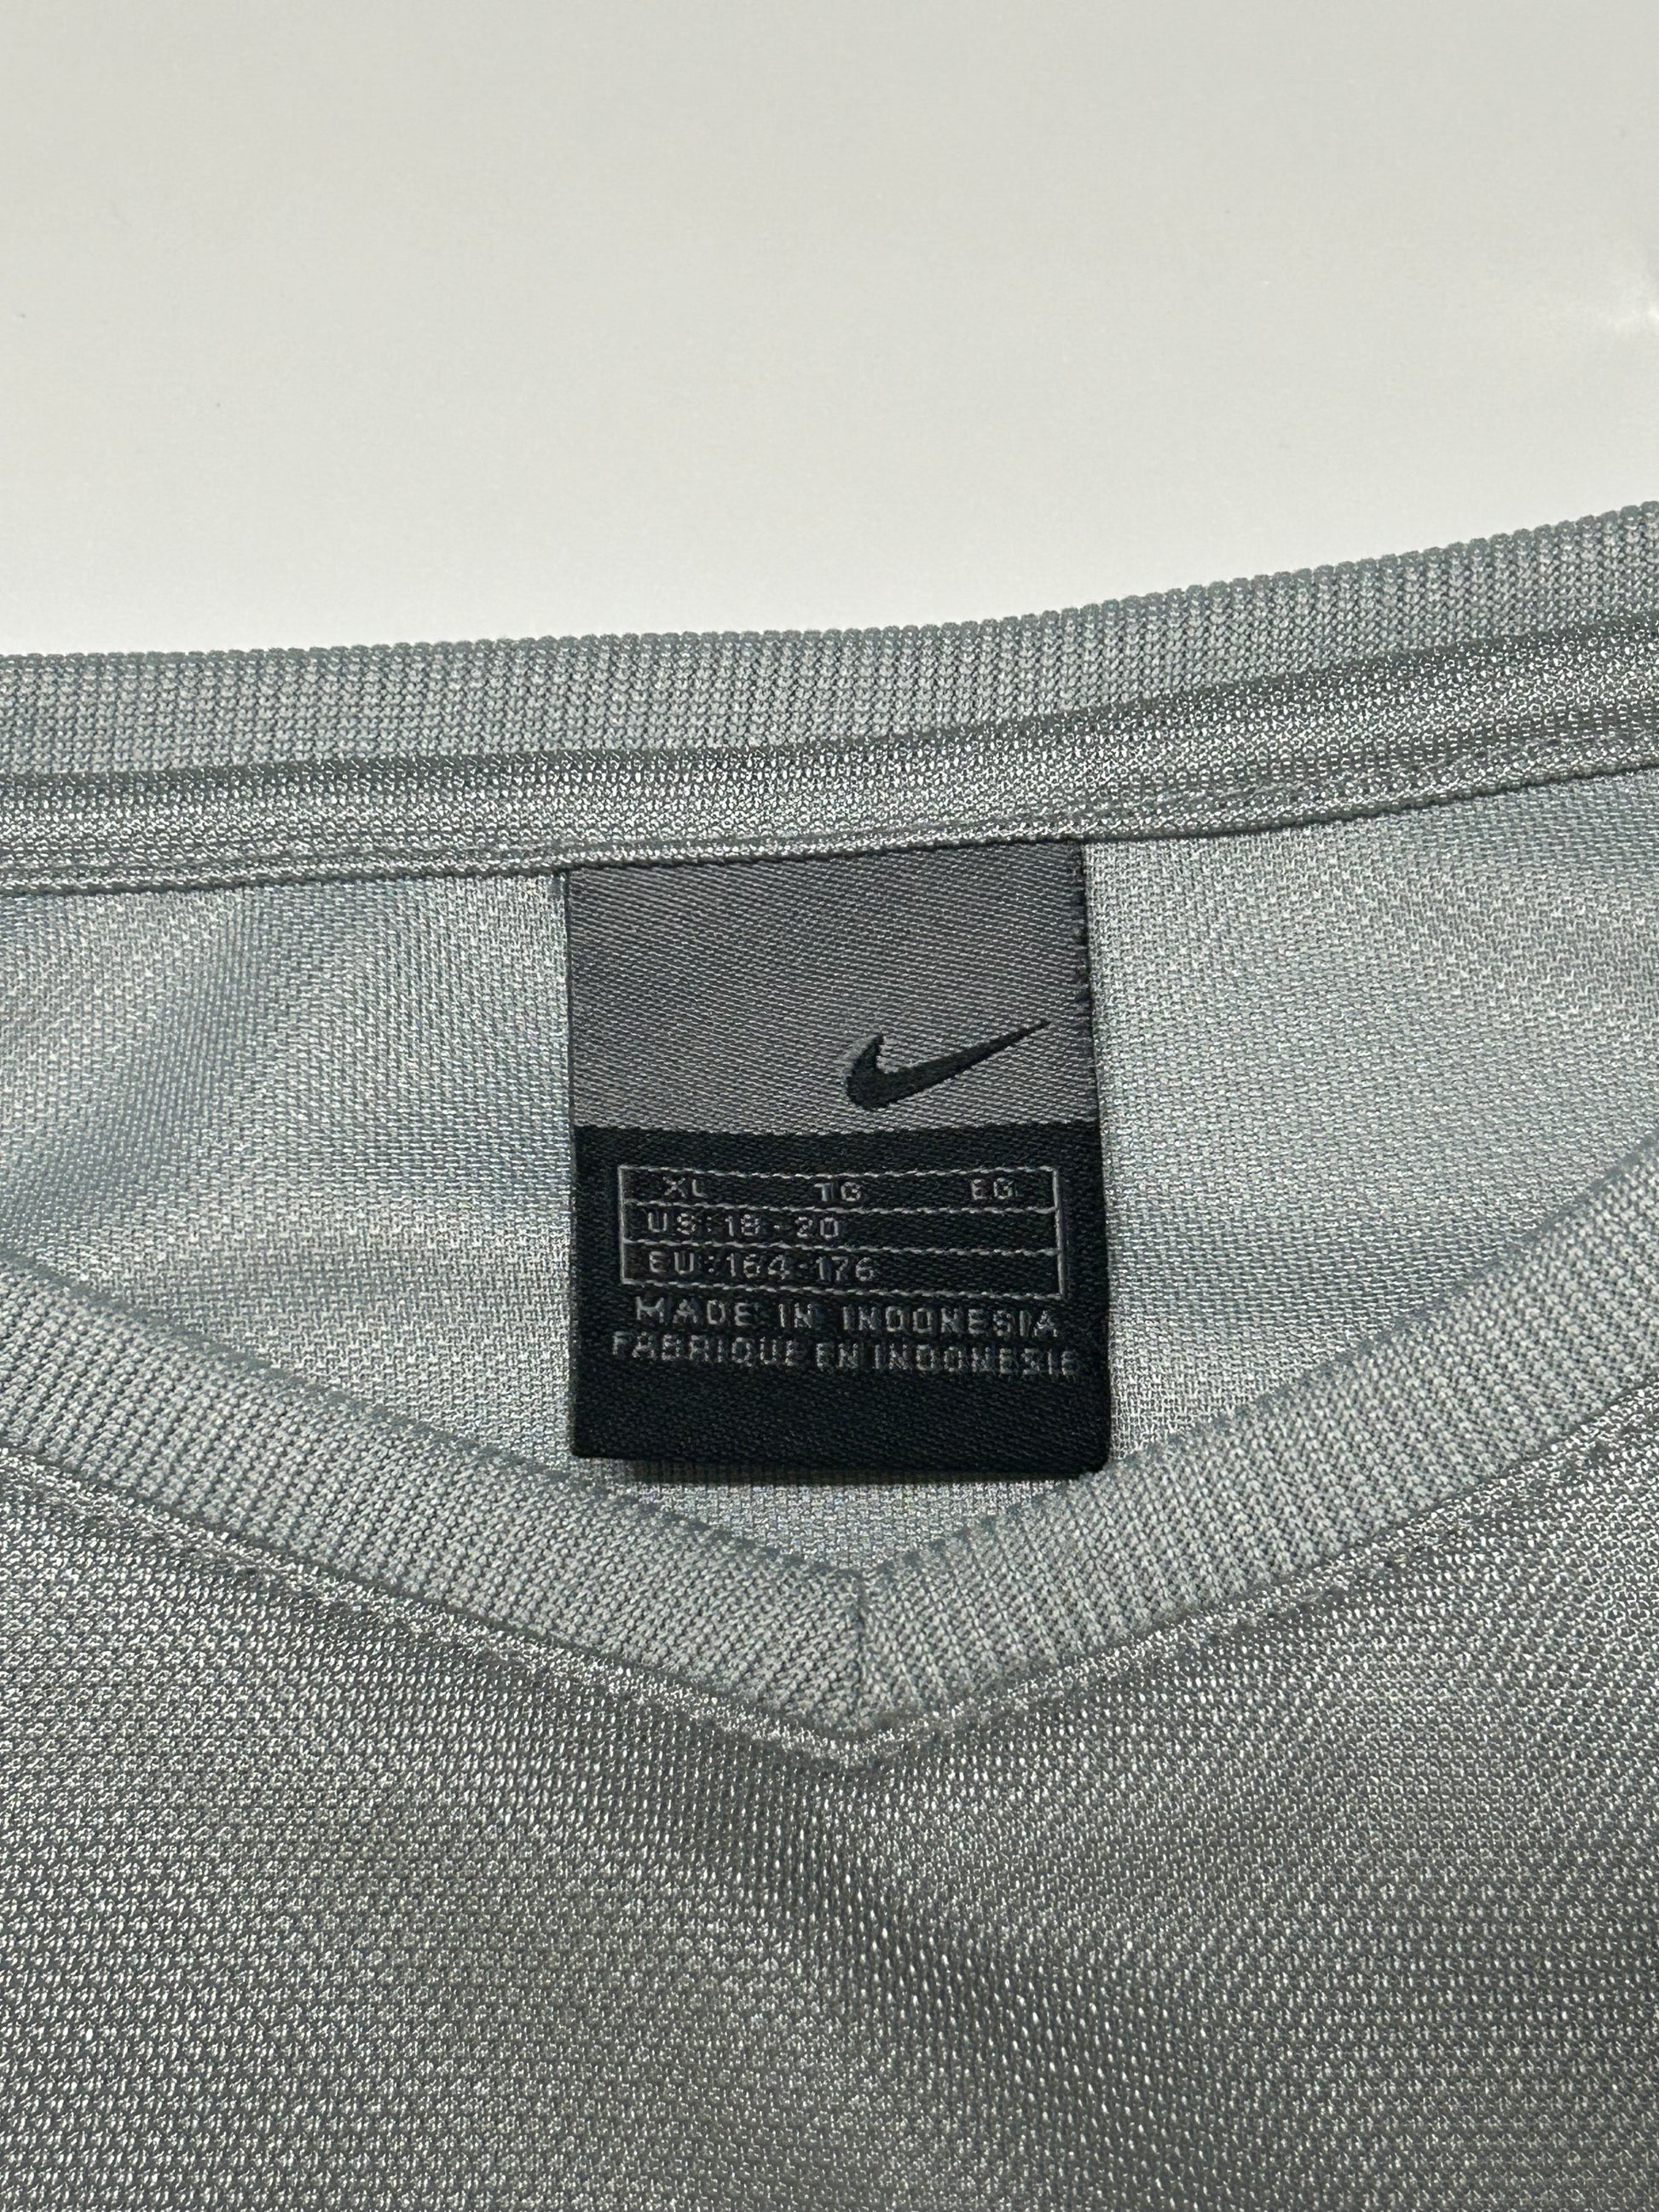 XL TG EG
US:18-20
EU:164-176
MADE IN INDONESIA
FABRIQUE EN INDONESIE